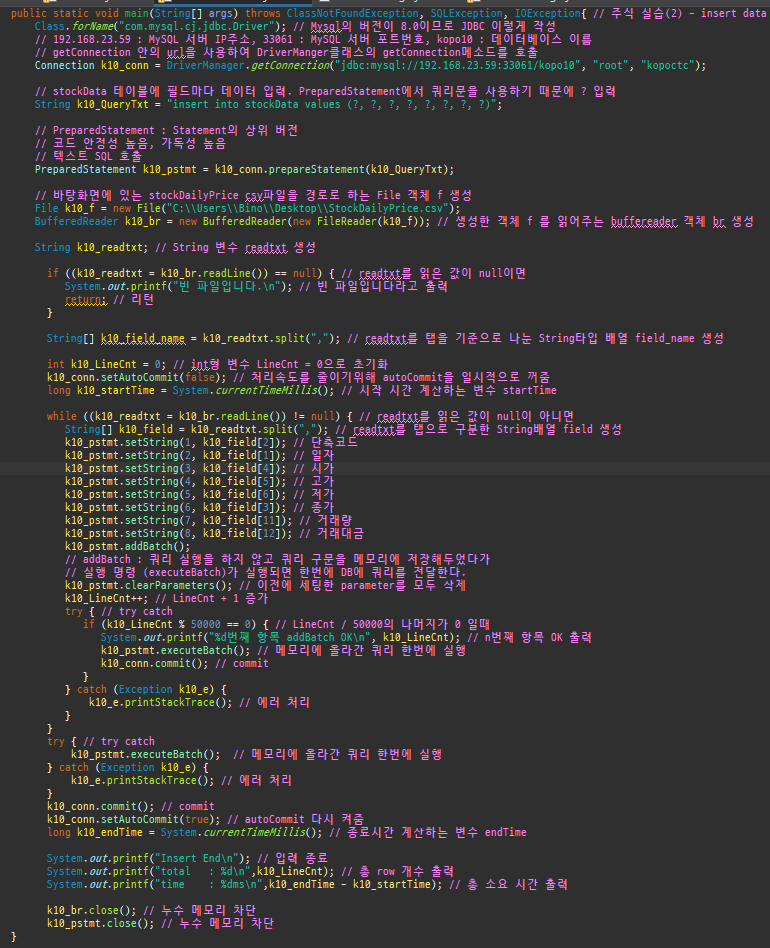 public static void main(String[] args) throws ClassNotFoundException, SQLException, IOException{ // 주식 실습(2) - insert data
Class.forName("com.mysql.cj.jdbc.Driver"); // Mysql의 버전이 8.0이므로 JDBC 이렇게 작성
// 192.168.23.59 : MySQL 서버 IP주소, 33061 : MySQL 서버 포트번호, kopo10 : 데이터베이스 이름
// getConnection 안의 url을 사용하여 DriverManger클래스의 getConnection메소드를 호출
Connection k10_conn = DriverManager.getConnection("jdbc:mysql://192.168.23.59:33061/kopo10", "root", "kopoctc");
// stockData 테이블에 필드마다 데이터 입력. PreparedStatement에서 쿼리문을 사용하기 때문에 ? 입력
String k10_QueryTxt = "insert into stockData values (?, ?, ?, ?, ?, ?, ?, ?)";
// PreparedStatement : Statement의 상위 버전
// 코드 안정성 높음, 가독성 높음
// 텍스트 SQL 호출
PreparedStatement k10_pstmt = k10_conn.prepareStatement(k10_QueryTxt);
// 바탕화면에 있는 stockDailyPrice csv파일을 경로로 하는 File 객체 f 생성
File k10_f = new File("C:\\Users\\Bino\\Desktop\\StockDailyPrice.csv");
BufferedReader k10_br = new BufferedReader(new FileReader(k10_f)); // 생성한 객체 f 를 읽어주는 buffereader 객체 br 생성
String k10_readtxt; // String 변수 readtxt 생성
if ((k10_readtxt = k10_br.readLine()) == null) { // readtxt를 읽은 값이 null이면
System.out.printf("빈 파일입니다.\n"); // 빈 파일입니다라고 출력
return; // 리턴
}
String[] k10_field_name = k10_readtxt.split(","); // readtxt를 탭을 기준으로 나눈 String타입 배열 field_name 생성
int k10_LineCnt = 0; // int형 변수 LineCnt = 0으로 초기화
k10_conn.setAutoCommit(false); // 처리속도를 줄이기위해 autoCommit을 일시적으로 꺼줌
long k10_startTime = System.currentTimeMillis(); // 시작 시간 계산하는 변수 startTime
while ((k10_readtxt = k10_br.readLine()) != null) { // readtxt를 읽은 값이 null이 아니면
String[] k10_field = k10_readtxt.split(","); // readtxt를 탭으로 구분한 String배열 field 생성
k10_pstmt.setString(1, k10_field[2]); // 단축코드
k10_pstmt.setString(2, k10_field[1]); // 일자
k10_pstmt.setString(3, k10_field[4]); // 시가
k10_pstmt.setString(4, k10_field[5]); // 고가
k10_pstmt.setString(5, k10_field[6]); // 저가
k10_pstmt.setString(6, k10_field[3]); // 종가
k10_pstmt.setString(7, k10_field[11]); // 거래량
k10_pstmt.setString(8, k10_field[12]); // 거래대금
k10_pstmt.addBatch();
// addBatch : 쿼리 실행을 하지 않고 쿼리 구문을 메모리에 저장해두었다가
// 실행 명령 (executeBatch)가 실행되면 한번에 DB에 쿼리를 전달한다.
k10_pstmt.clearParameters(); // 이전에 세팅한 parameter를 모두 삭제
k10_LineCnt++; // LineCnt + 1 증가
try { // try catch
if (k10_LineCnt % 50000 == 0) { // LineCnt / 50000의 나머지가 0 일때
System.out.printf("%d번째 항목 addBatch OK\n", k10_LineCnt); // n번째 항목 OK 출력
k10_pstmt.executeBatch(); // 메모리에 올라간 쿼리 한번에 실행
k10_conn.commit(); // commit
}
} catch (Exception k10_e) {
k10_e.printStackTrace(); // 에러 처리
}
}
try { // try catch
k10_pstmt.executeBatch();  // 메모리에 올라간 쿼리 한번에 실행
} catch (Exception k10_e) {
k10_e.printStackTrace(); // 에러 처리
}
k10_conn.commit(); // commit
k10_conn.setAutoCommit(true); // autoCommit 다시 켜줌
long k10_endTime = System.currentTimeMillis(); // 종료시간 계산하는 변수 endTime
System.out.printf("Insert End\n"); // 입력 종료
System.out.printf("total   : %d\n",k10_LineCnt); // 총 row 개수 출력
System.out.printf("time    : %dms\n",k10_endTime - k10_startTime); // 총 소요 시간 출력
k10_br.close(); // 누수 메모리 차단
k10_pstmt.close(); // 누수 메모리 차단
}